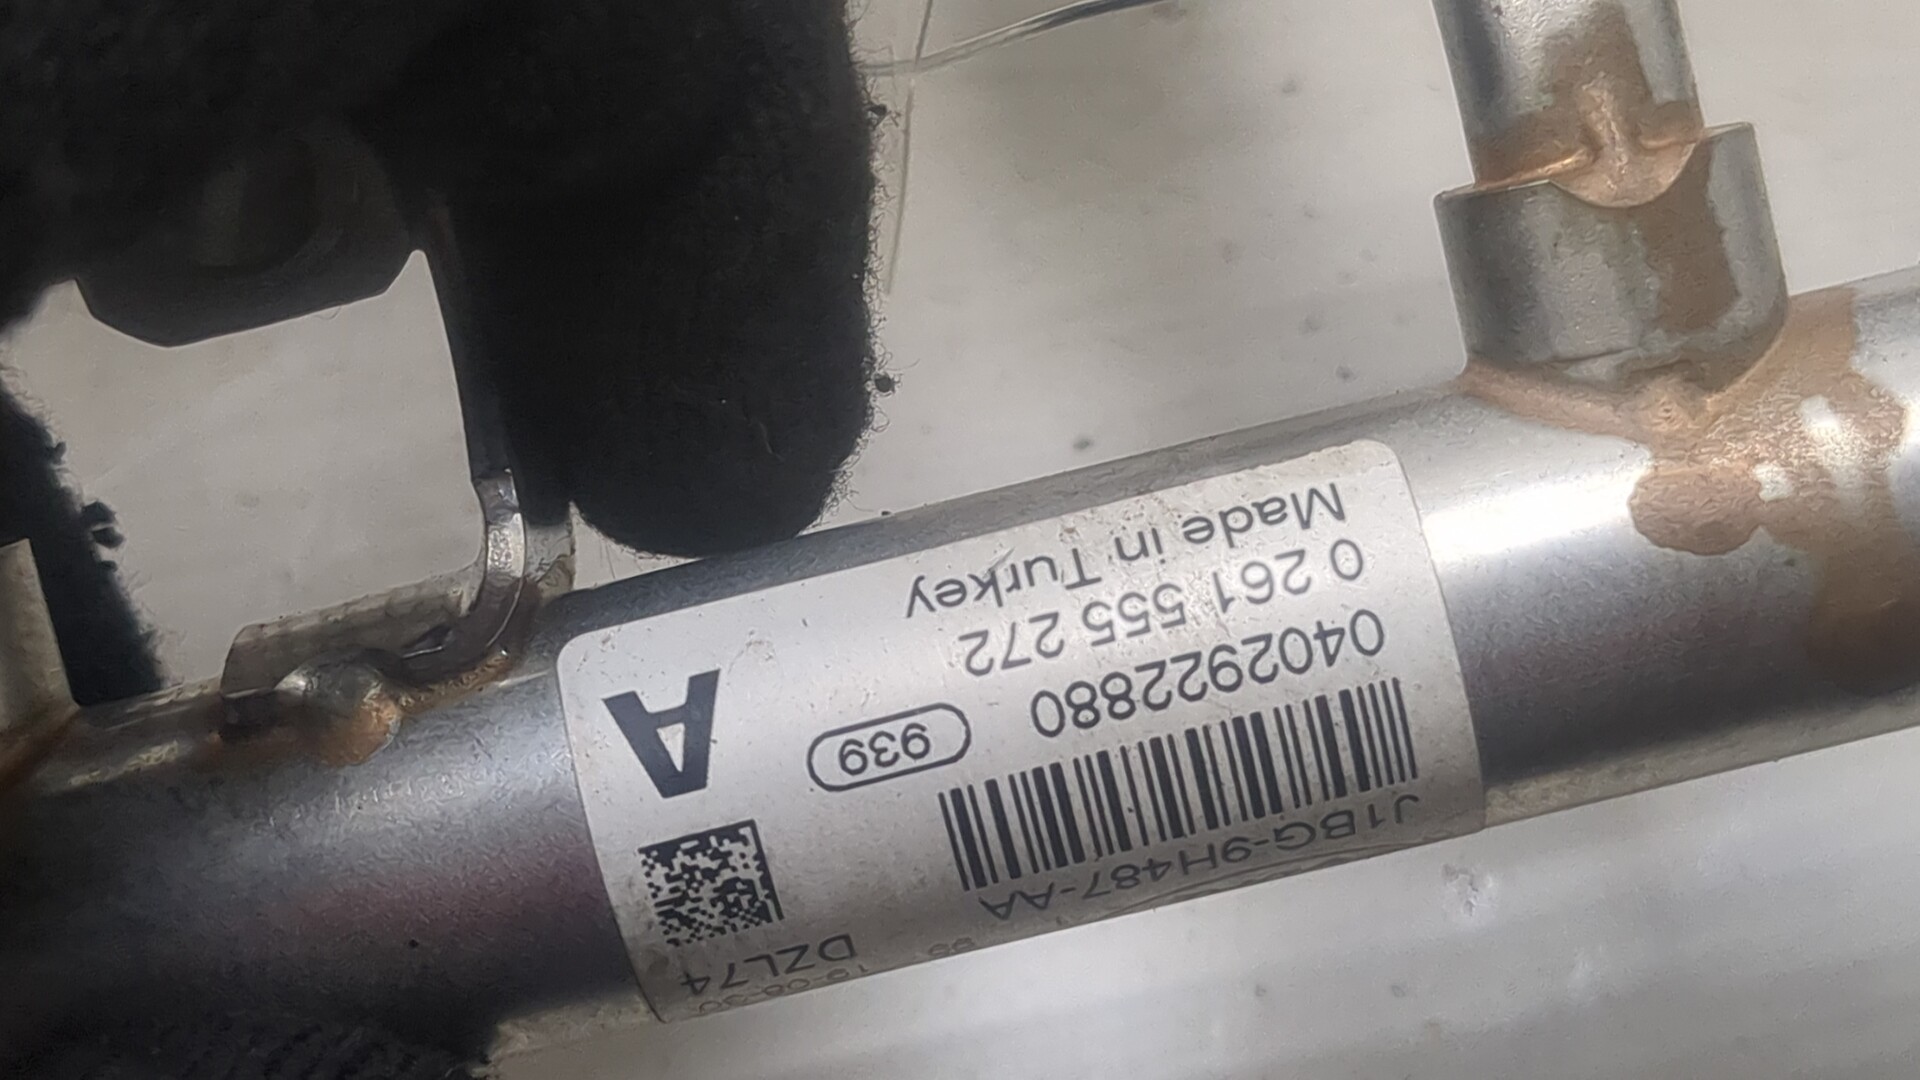 DZL74
J1BG-9H487-AA
0402922880
939
A
0 261 555 272
Made in Turkey